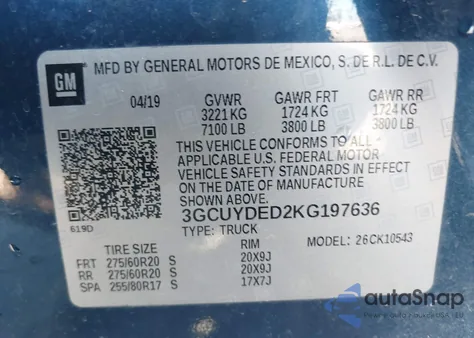 GM
MFD BY GENERAL MOTORS DE MEXICO, S. DE R.L. DE C.V.
04/19 GVWR GAWR FRT GAWR RR
3221 KG 1724 KG 1724 KG
7100 LB 3800 LB 3800 LB
THIS VEHICLE CONFORMS TO ALL
APPLICABLE U.S. FEDERAL MOTOR
VEHICLE SAFETY STANDARDS IN EFFECT
ON THE DATE OF MANUFACTURE SHOWN ABOVE.
619D
3GCUYDED2KG197636
TYPE: TRUCK MODEL: 26CK10543
TIRE SIZE RIM
FRT 275/60R20 S 20X9J
RR 275/60R20 S 20X9J
SPA 255/80R17 S 17X7J
autoSnap